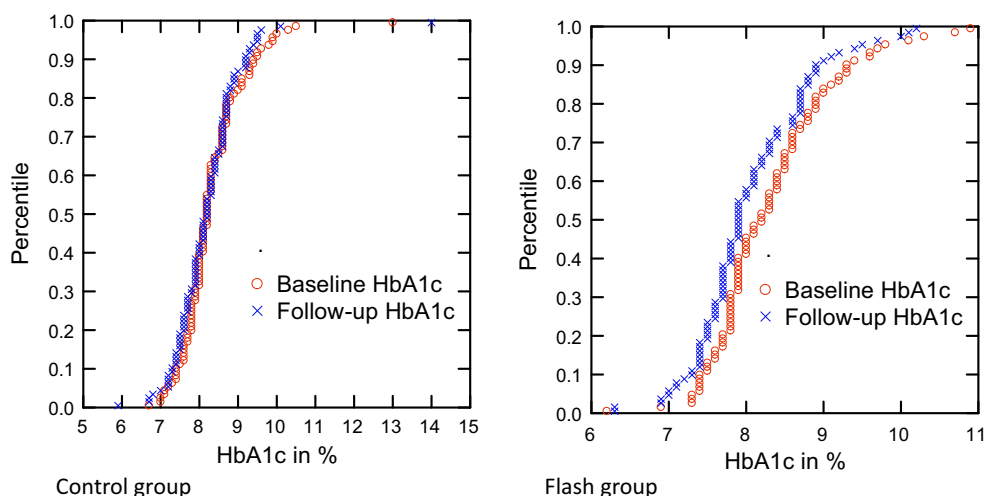 1.0
0.9
0.8
0.7
0.6
0.5
0.4
0.3
0.2
0.1
0.0
Percentile
Baseline HbA1c
Follow-up HbA1c
5 6 7 8 9 10 11 12 13 14 15
HbA1c in %
Control group
1.0
0.9
0.8
0.7
0.6
0.5
0.4
0.3
0.2
0.1
0.0
Percentile
Baseline HbA1c
Follow-up HbA1c
6 7 8 9 10 11
HbA1c in %
Flash group